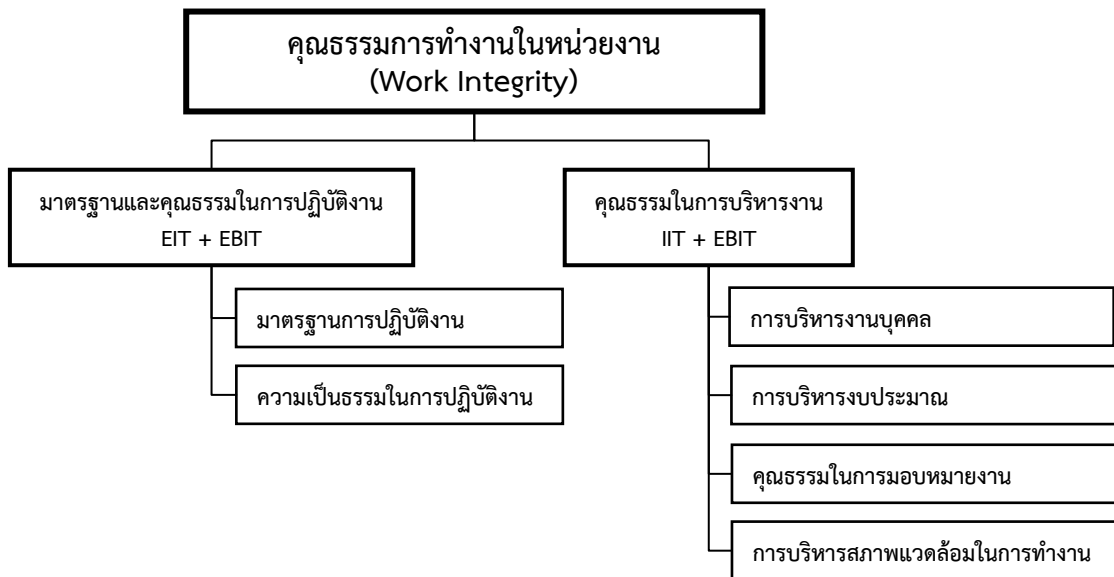 คุณธรรมการทำงานในหน่วยงาน
(Work Integrity)
มาตรฐานและคุณธรรมในการปฏิบัติงาน
EIT + EBIT
มาตรฐานการปฏิบัติงาน
ความเป็นธรรมในการปฏิบัติงาน
คุณธรรมในการบริหารงาน
IIT + EBIT
การบริหารงานบุคคล
การบริหารงบประมาณ
คุณธรรมในการมอบหมายงาน
การบริหารสภาพแวดล้อมในการทำงาน